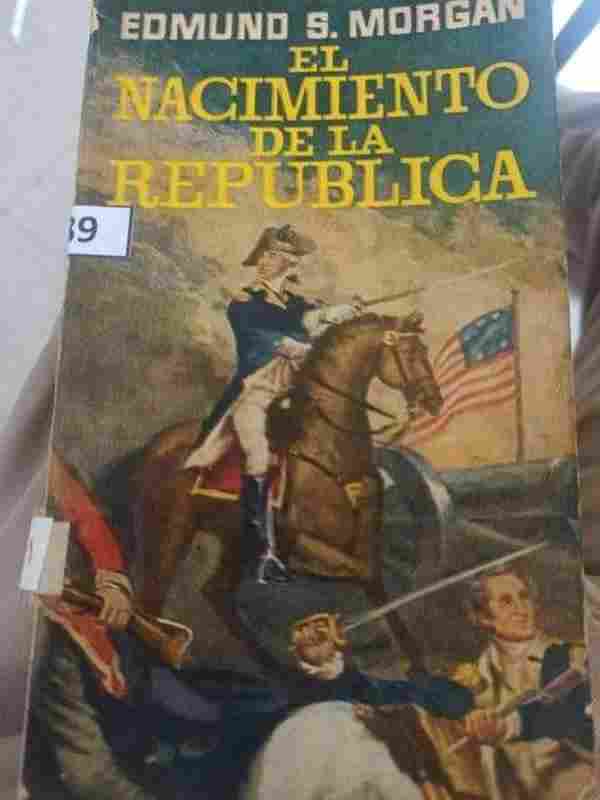 EDMUND S. MORGAN
EL
NACIMIENTO
DE LA
REPUBLICA
39